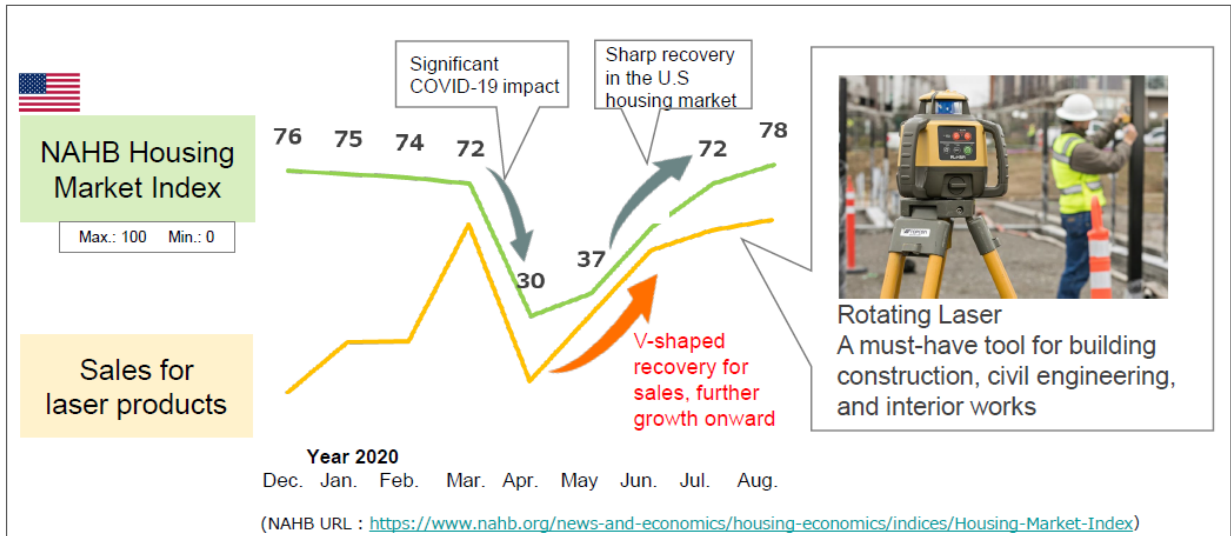 Significant
COVID-19 impact
Sharp recovery
in the U.S
housing market
NAHB Housing
Market Index
Max.: 100 Min.: 0
76
75
74
72
30
37
72
78
Sales for
laser products
V-shaped
recovery for
sales, further
growth onward
Rotating Laser
A must-have tool for building
construction, civil engineering,
and interior works
Year 2020
Dec. Jan. Feb. Mar. Apr. May Jun. Jul. Aug.
(NAHB URL : https://www.nahb.org/news-and-economics/housing-economics/indices/Housing-Market-Index)